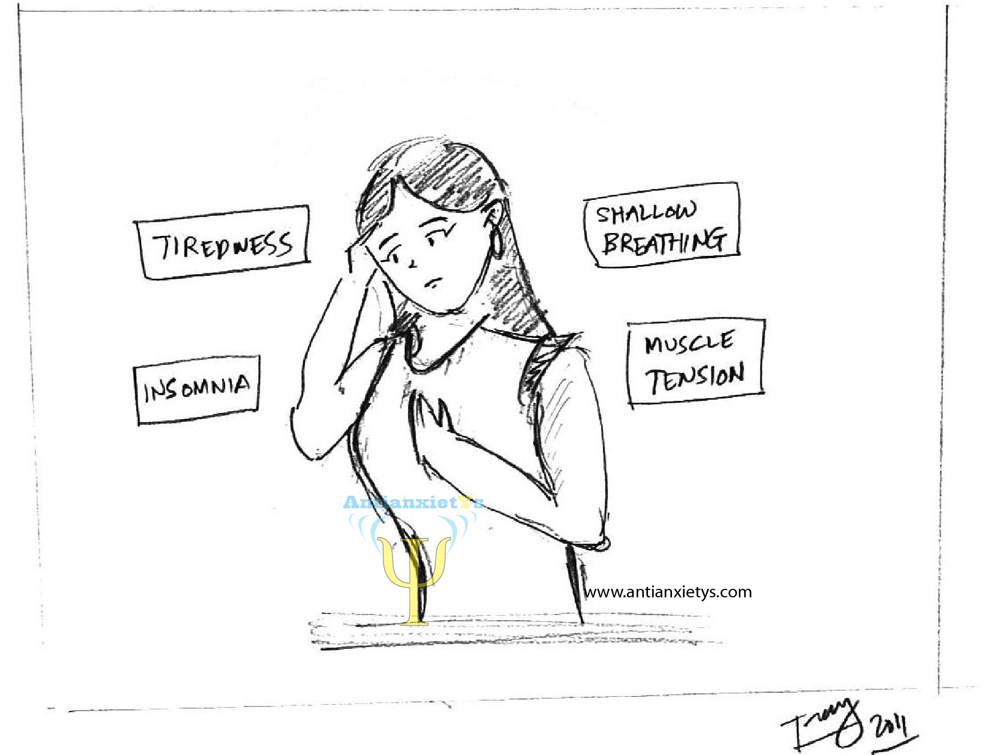 TIREDNESS
SHALLOW
BREATHING
INSOMNIA
MUSCLE
TENSION
AntianxietYs
www.antianxietys.com
2011